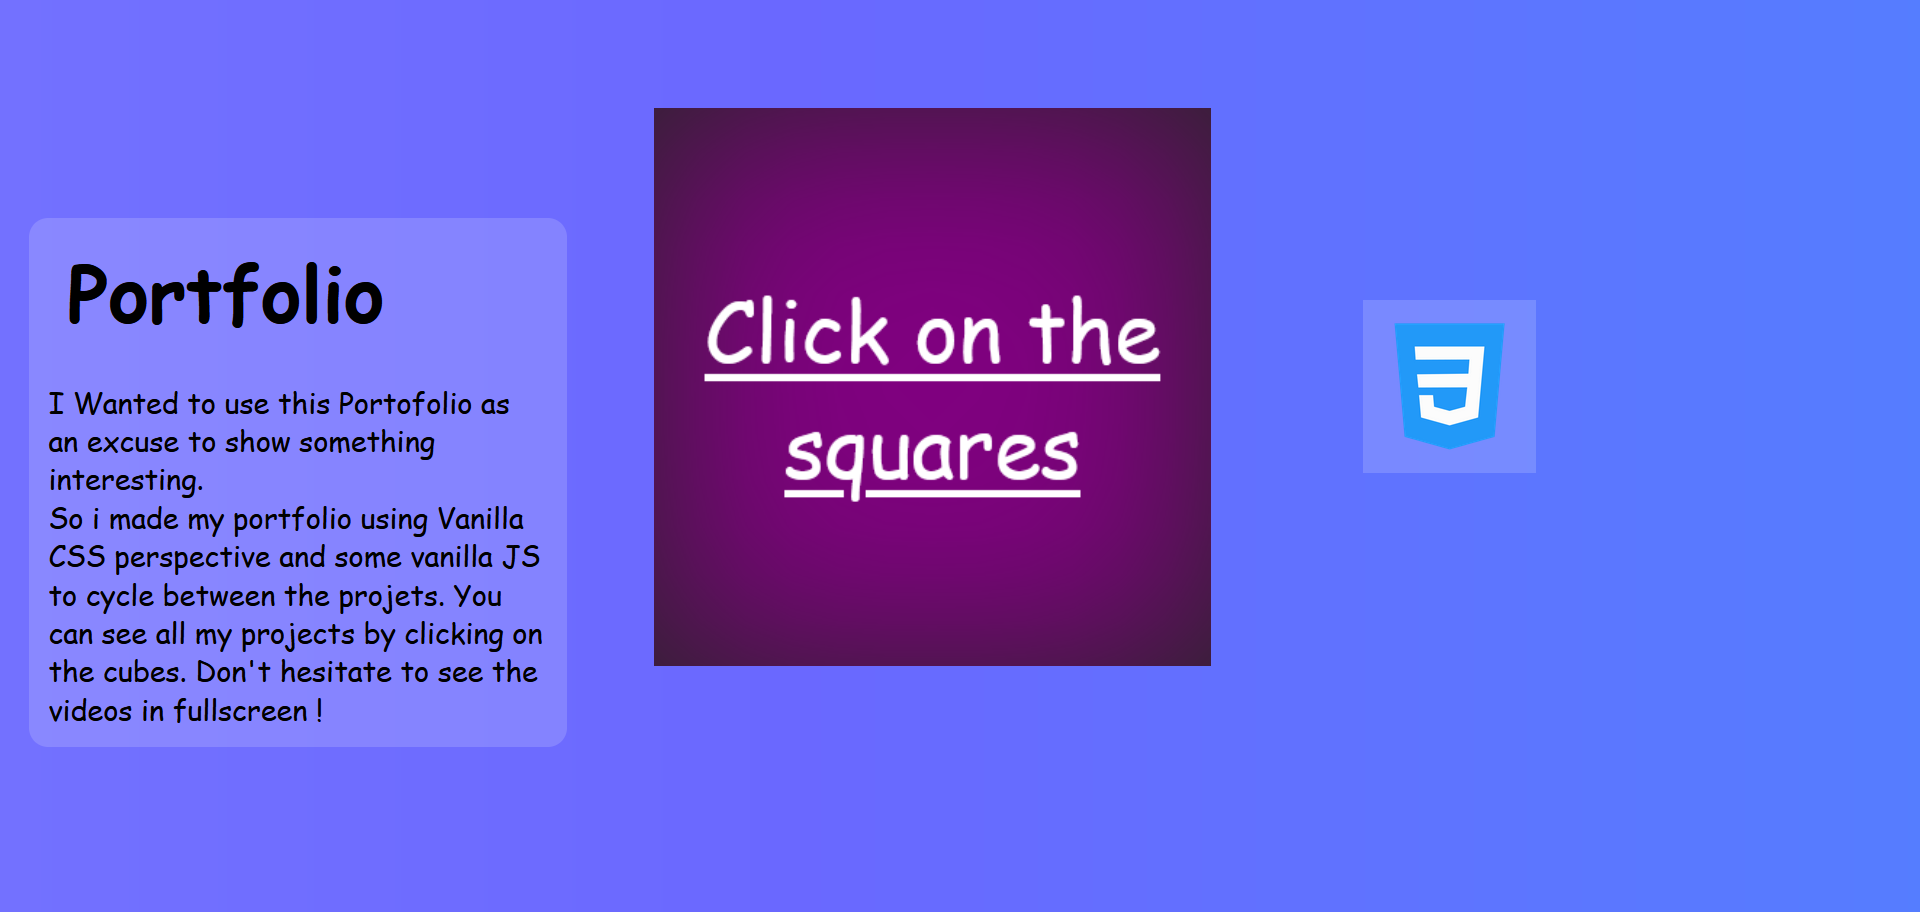 Portfolio
I Wanted to use this Portofolio as
an excuse to show something
interesting.
So i made my portfolio using Vanilla
CSS perspective and some vanilla JS
to cycle between the projets. You
can see all my projects by clicking on
the cubes. Don't hesitate to see the
videos in fullscreen !
Click on the
squares